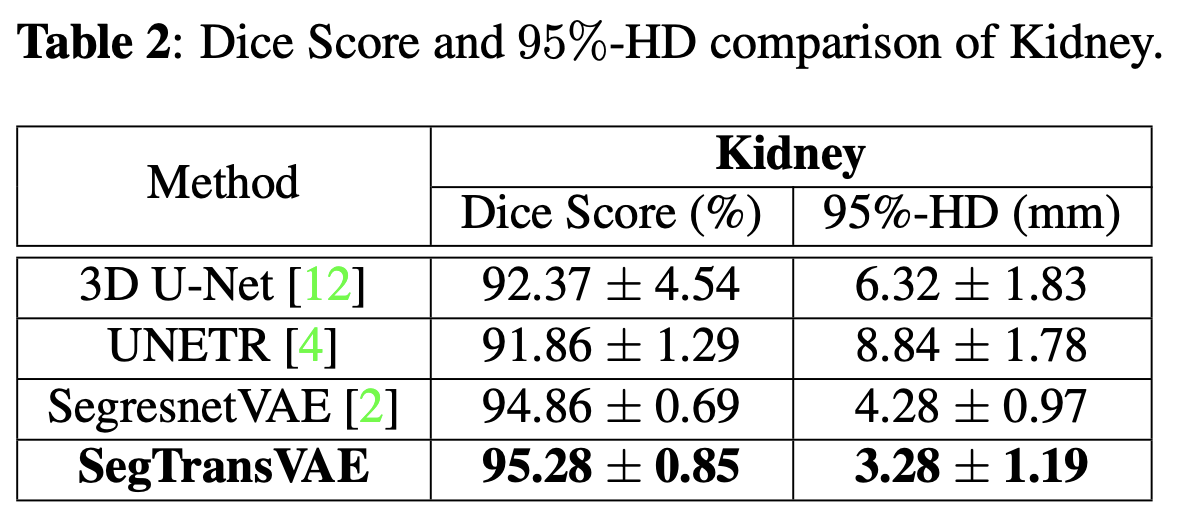 Table 2: Dice Score and 95%-HD comparison of Kidney.
Method Kidney
Dice Score (%) 95%-HD (mm)
3D U-Net [12] 92.37 ± 4.54 6.32 ± 1.83
UNETR [4] 91.86 ± 1.29 8.84 ± 1.78
SegresnetVAE [2] 94.86 ± 0.69 4.28 ± 0.97
SegTransVAE 95.28 ± 0.85 3.28 ± 1.19